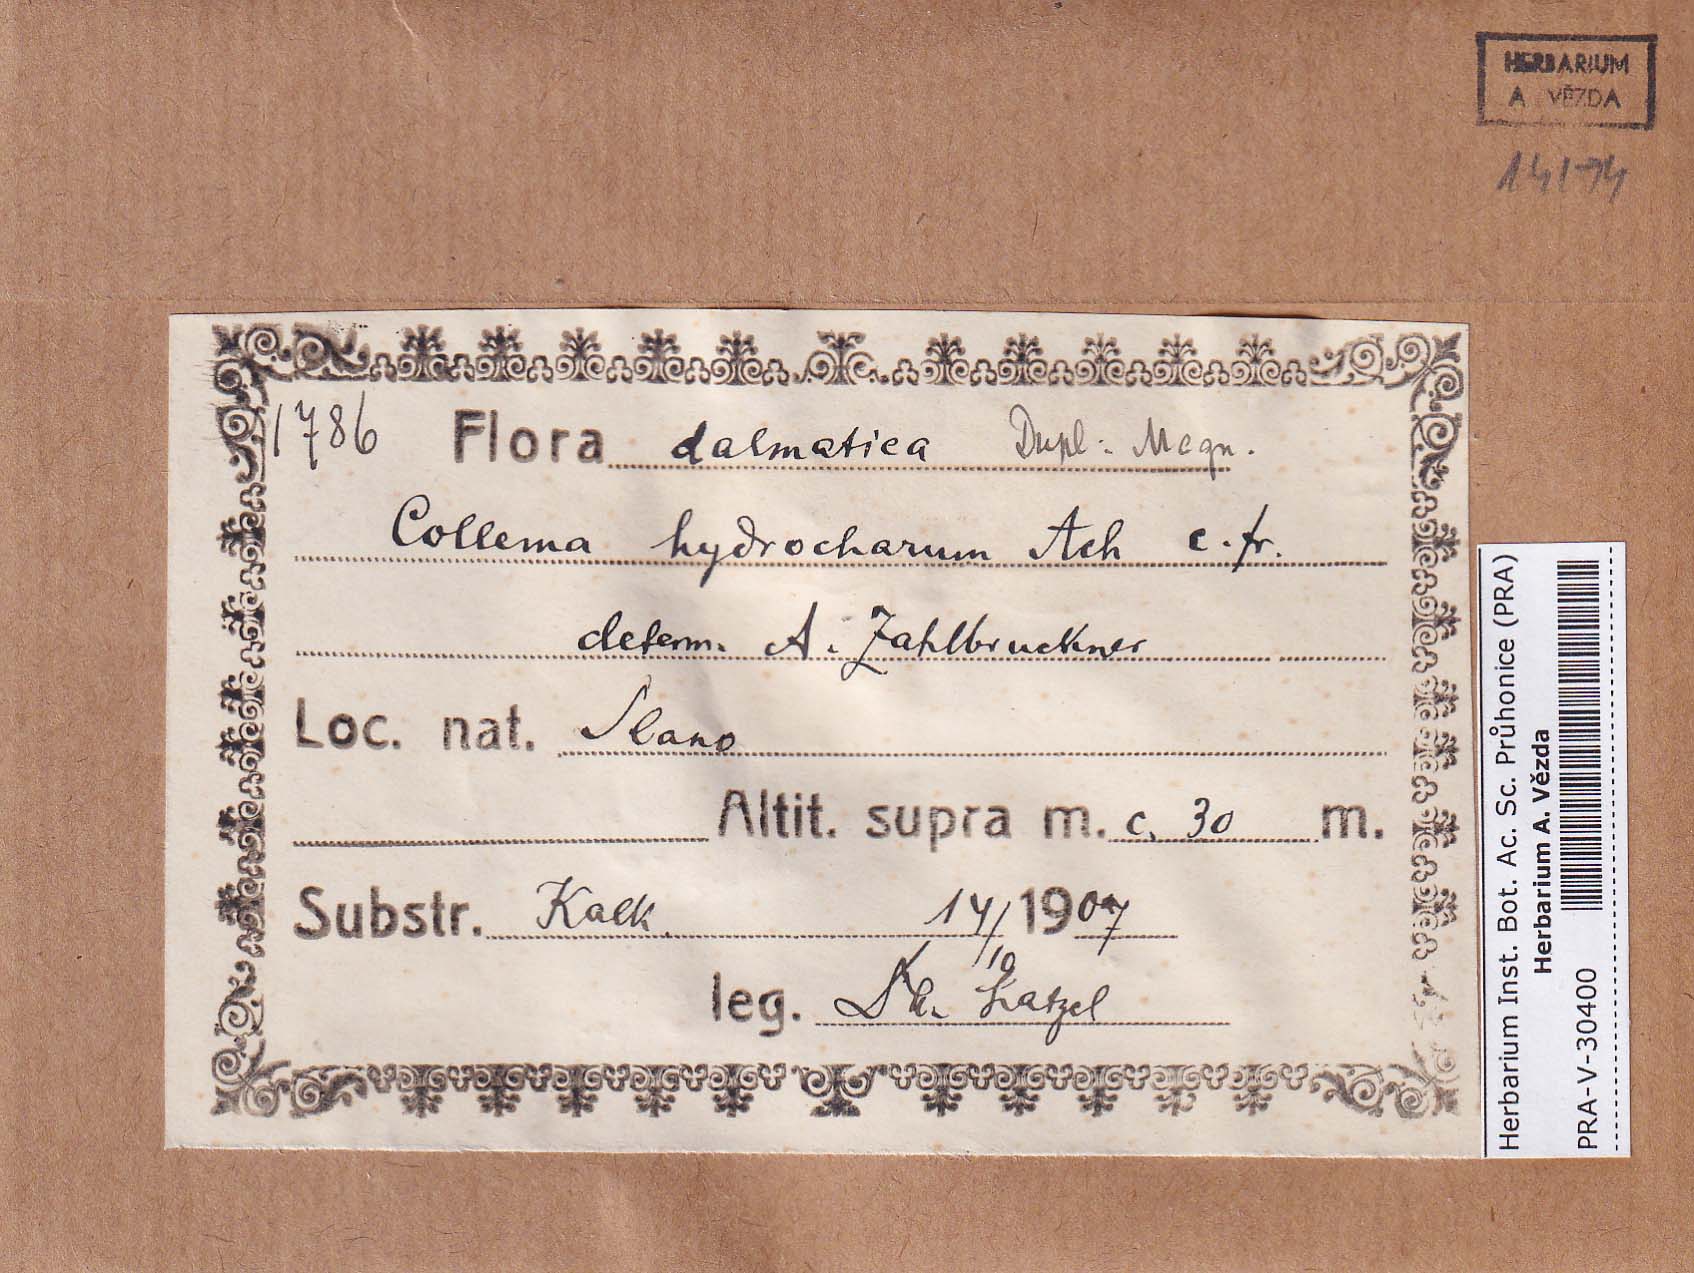 HERBARIUM
A VĚZDA
1786 Flora dalmatica Dupl. Megn.
Collema hydrocharum Ach c. fr.
determ. A. Zahlbruckner
Loc. nat. Slano
Altit. supra m. c. 30 m.
Substr. Kalk. 14/10 1907
leg. Latzel
Herbarium Inst. Bot. Ac. Sc. Průhonice (PRA)
Herbarium A. Vězda
PRA-V-30400